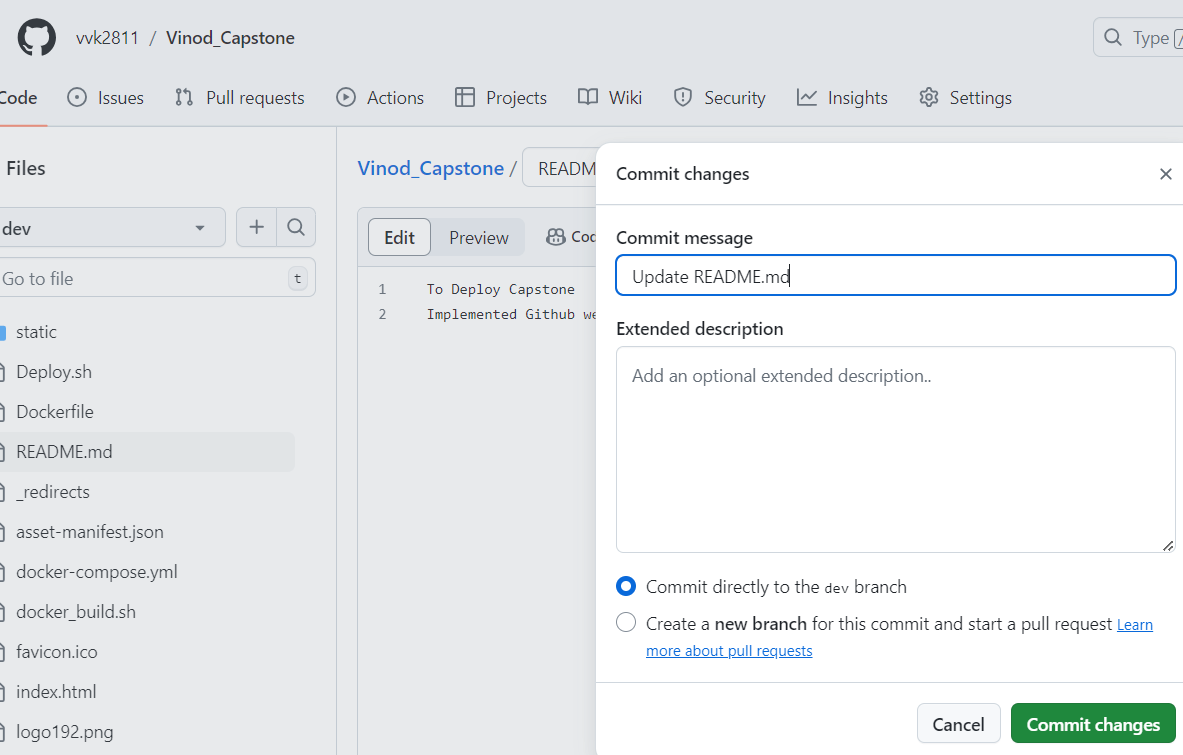 vvk2811 / Vinod_Capstone
Type /
Code Issues Pull requests Actions Projects Wiki Security Insights Settings
Files
dev
Go to file t
static
Deploy.sh
Dockerfile
README.md
_redirects
asset-manifest.json
docker-compose.yml
docker_build.sh
favicon.ico
index.html
logo192.png
Vinod_Capstone / READM
Edit Preview Cod
1 To Deploy Capstone
2 Implemented Github we
Commit changes
Commit message
Update README.md
Extended description
Add an optional extended description..
Commit directly to the dev branch
Create a new branch for this commit and start a pull request Learn
more about pull requests
Cancel Commit changes